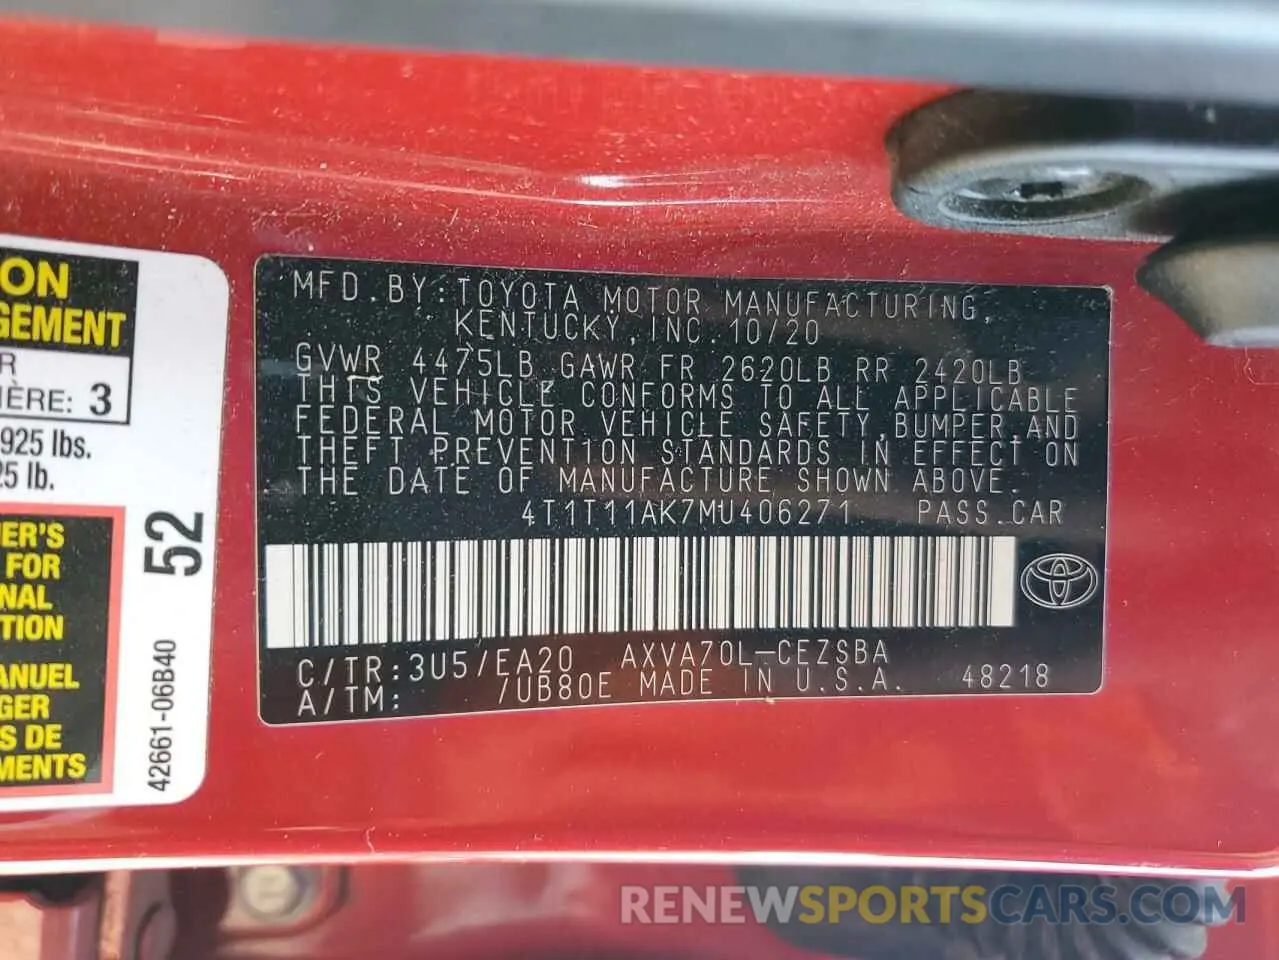 ON
GEMENT
R
IÈRE: 3
925 lbs.
25 lb.
ER'S
FOR
NAL
TION
ANUEL
GER
S DE
MENTS
52
42661-06B40
MFD.BY:TOYOTA MOTOR MANUFACTURING,
KENTUCKY,INC.10/20
GVWR 4475LB GAWR FR 2620LB RR 2420LB
THIS VEHICLE CONFORMS TO ALL APPLICABLE
FEDERAL MOTOR VEHICLE SAFETY,BUMPER,AND
THEFT PREVENTION STANDARDS IN EFFECT ON
THE DATE OF MANUFACTURE SHOWN ABOVE.
4T1T11AK7MU406271 PASS.CAR
C/TR:3U5/EA20 AXVA70L-CEZSBA
A/TM: /UB80E MADE IN U.S.A. 48218
RENEWSPORTSCARS.COM